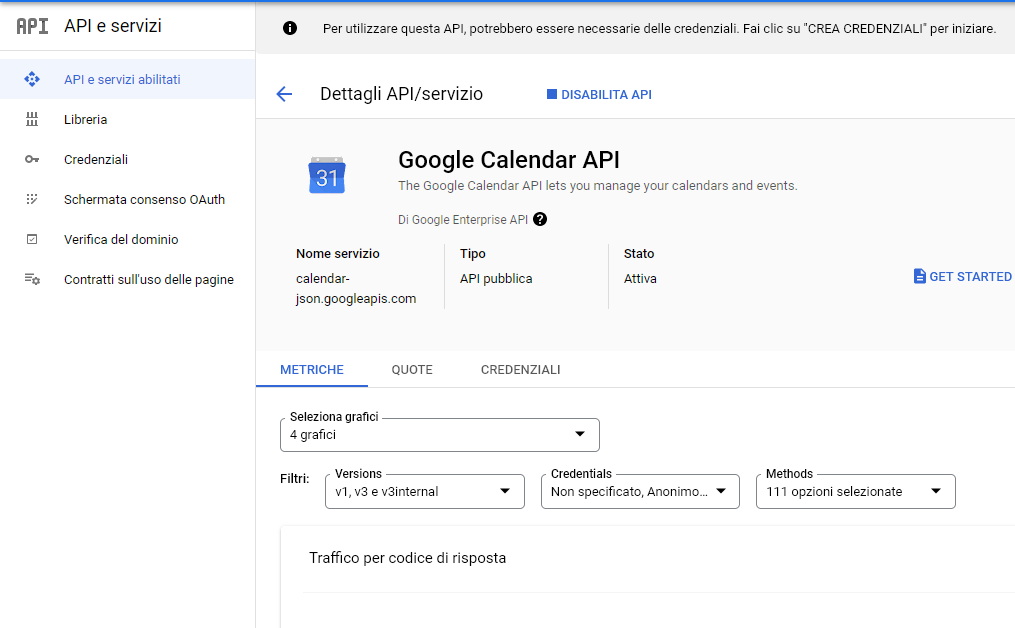 API API e servizi
Per utilizzare questa API, potrebbero essere necessarie delle credenziali. Fai clic su "CREA CREDENZIALI" per iniziare.
API e servizi abilitati
Libreria
Credenziali
Schermata consenso OAuth
Verifica del dominio
Contratti sull'uso delle pagine
Dettagli API/servizio
DISABILITA API
31
Google Calendar API
The Google Calendar API lets you manage your calendars and events.
Di Google Enterprise API
Nome servizio
calendar-
json.googleapis.com
Tipo
API pubblica
Stato
Attiva
GET STARTED
METRICHE QUOTE CREDENZIALI
Seleziona grafici
4 grafici
Filtri:
Versions
v1, v3 e v3internal
Credentials
Non specificato, Anonimo...
Methods
111 opzioni selezionate
Traffico per codice di risposta